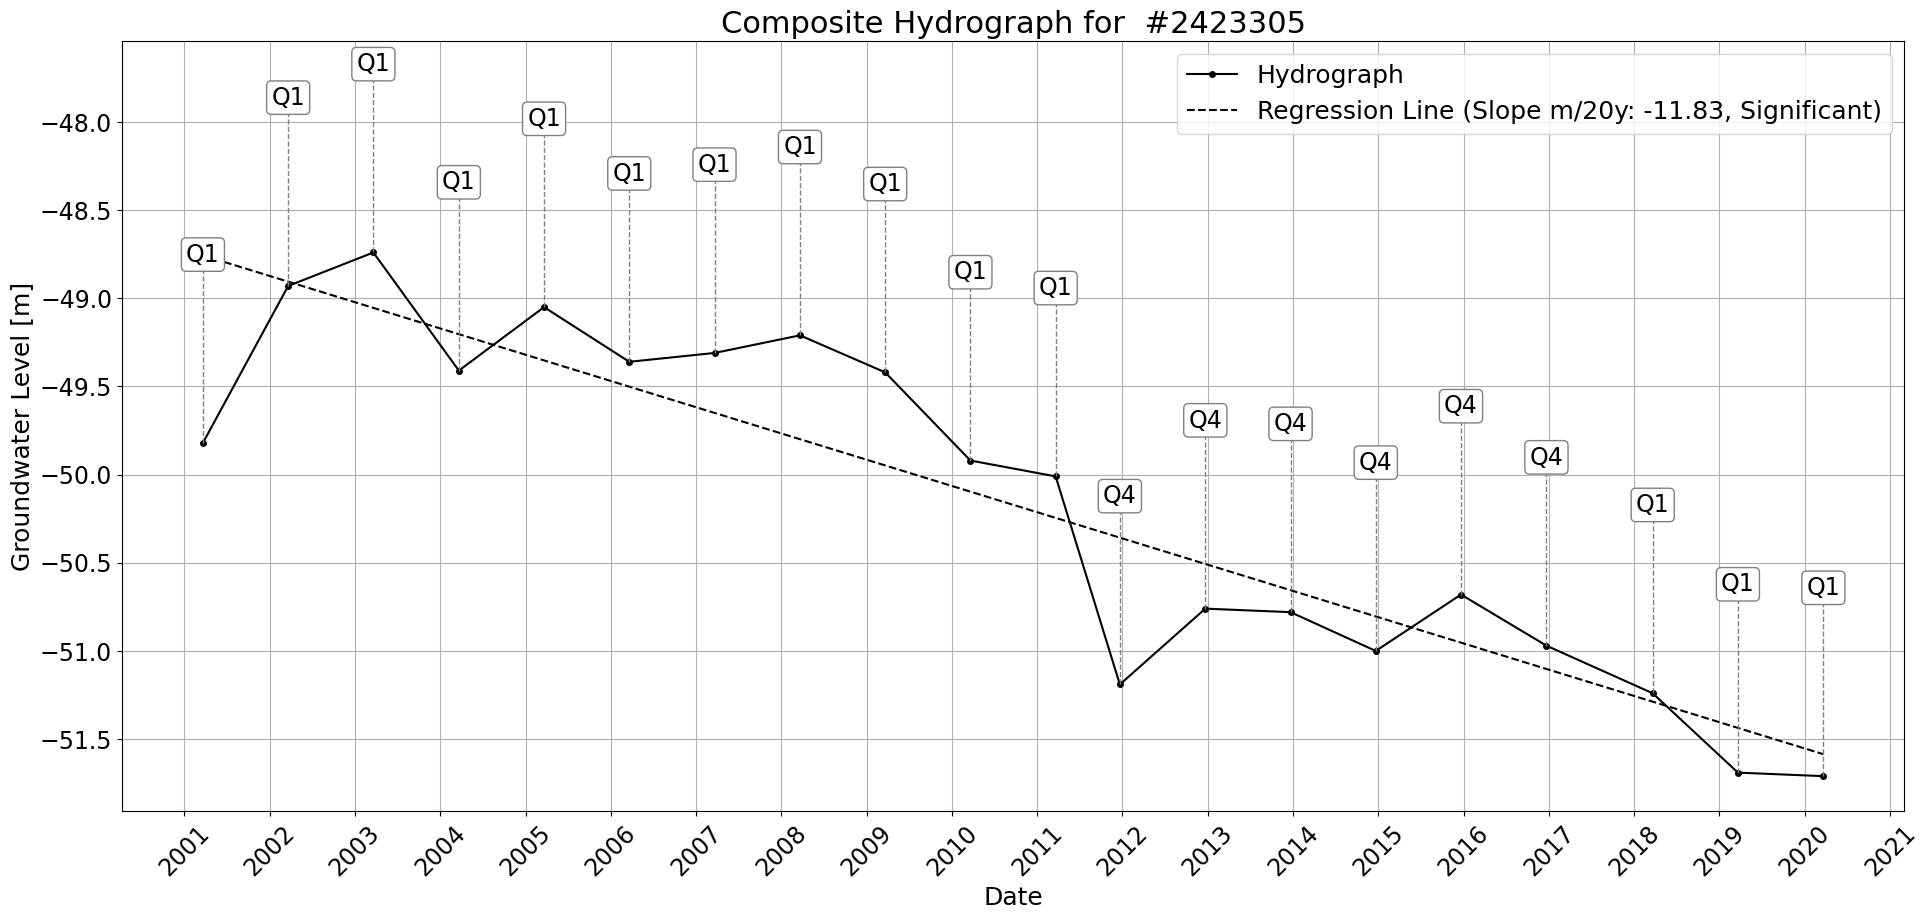 Composite Hydrograph for  #2423305
Hydrograph
Regression Line (Slope m/20y: -11.83, Significant)
Q1
Q1
Q1
Q1
Q1
Q1
Q1
Q1
Q1
Q1
Q1
Q4
Q4
Q4
Q4
Q4
Q4
Q1
Q1
Q1
Groundwater Level [m]
−48.0
−48.5
−49.0
−49.5
−50.0
−50.5
−51.0
−51.5
2001
2002
2003
2004
2005
2006
2007
2008
2009
2010
2011
2012
2013
2014
2015
2016
2017
2018
2019
2020
2021
Date